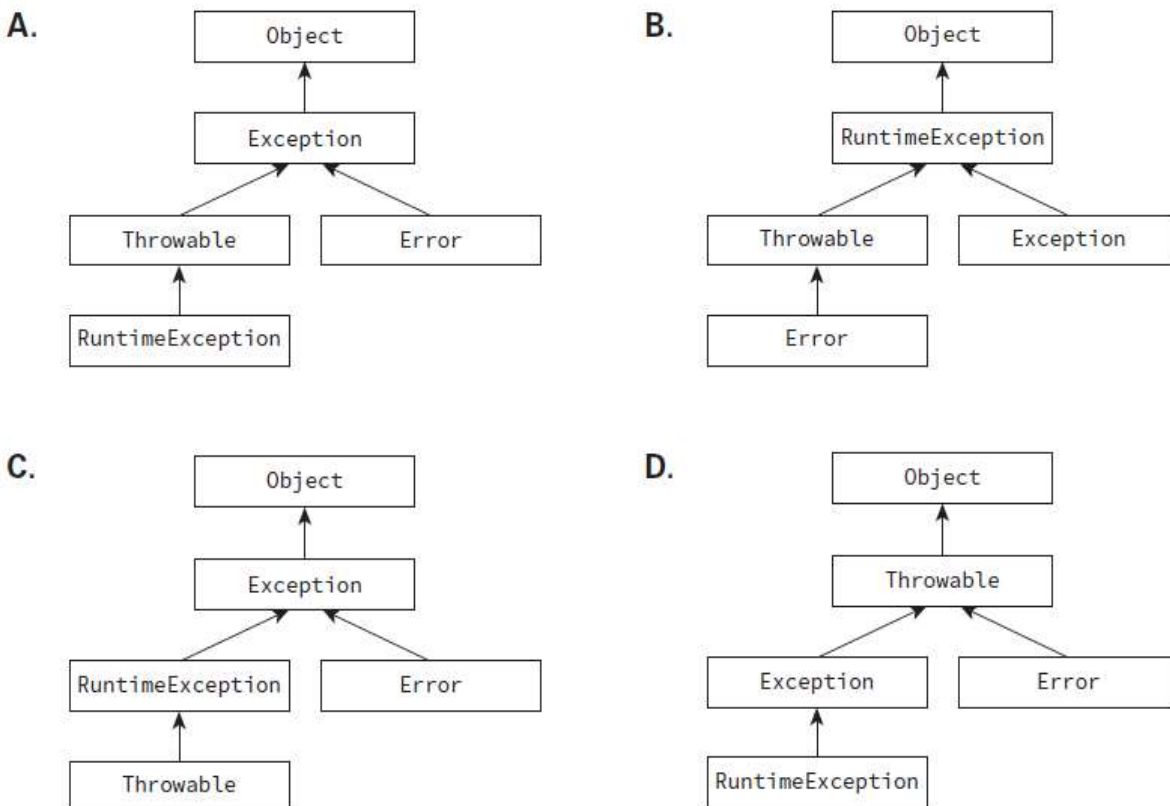 A.
Object
Exception
Throwable
Error
RuntimeException
B.
Object
RuntimeException
Throwable
Exception
Error
C.
Object
Exception
RuntimeException
Error
Throwable
D.
Object
Throwable
Exception
Error
RuntimeException